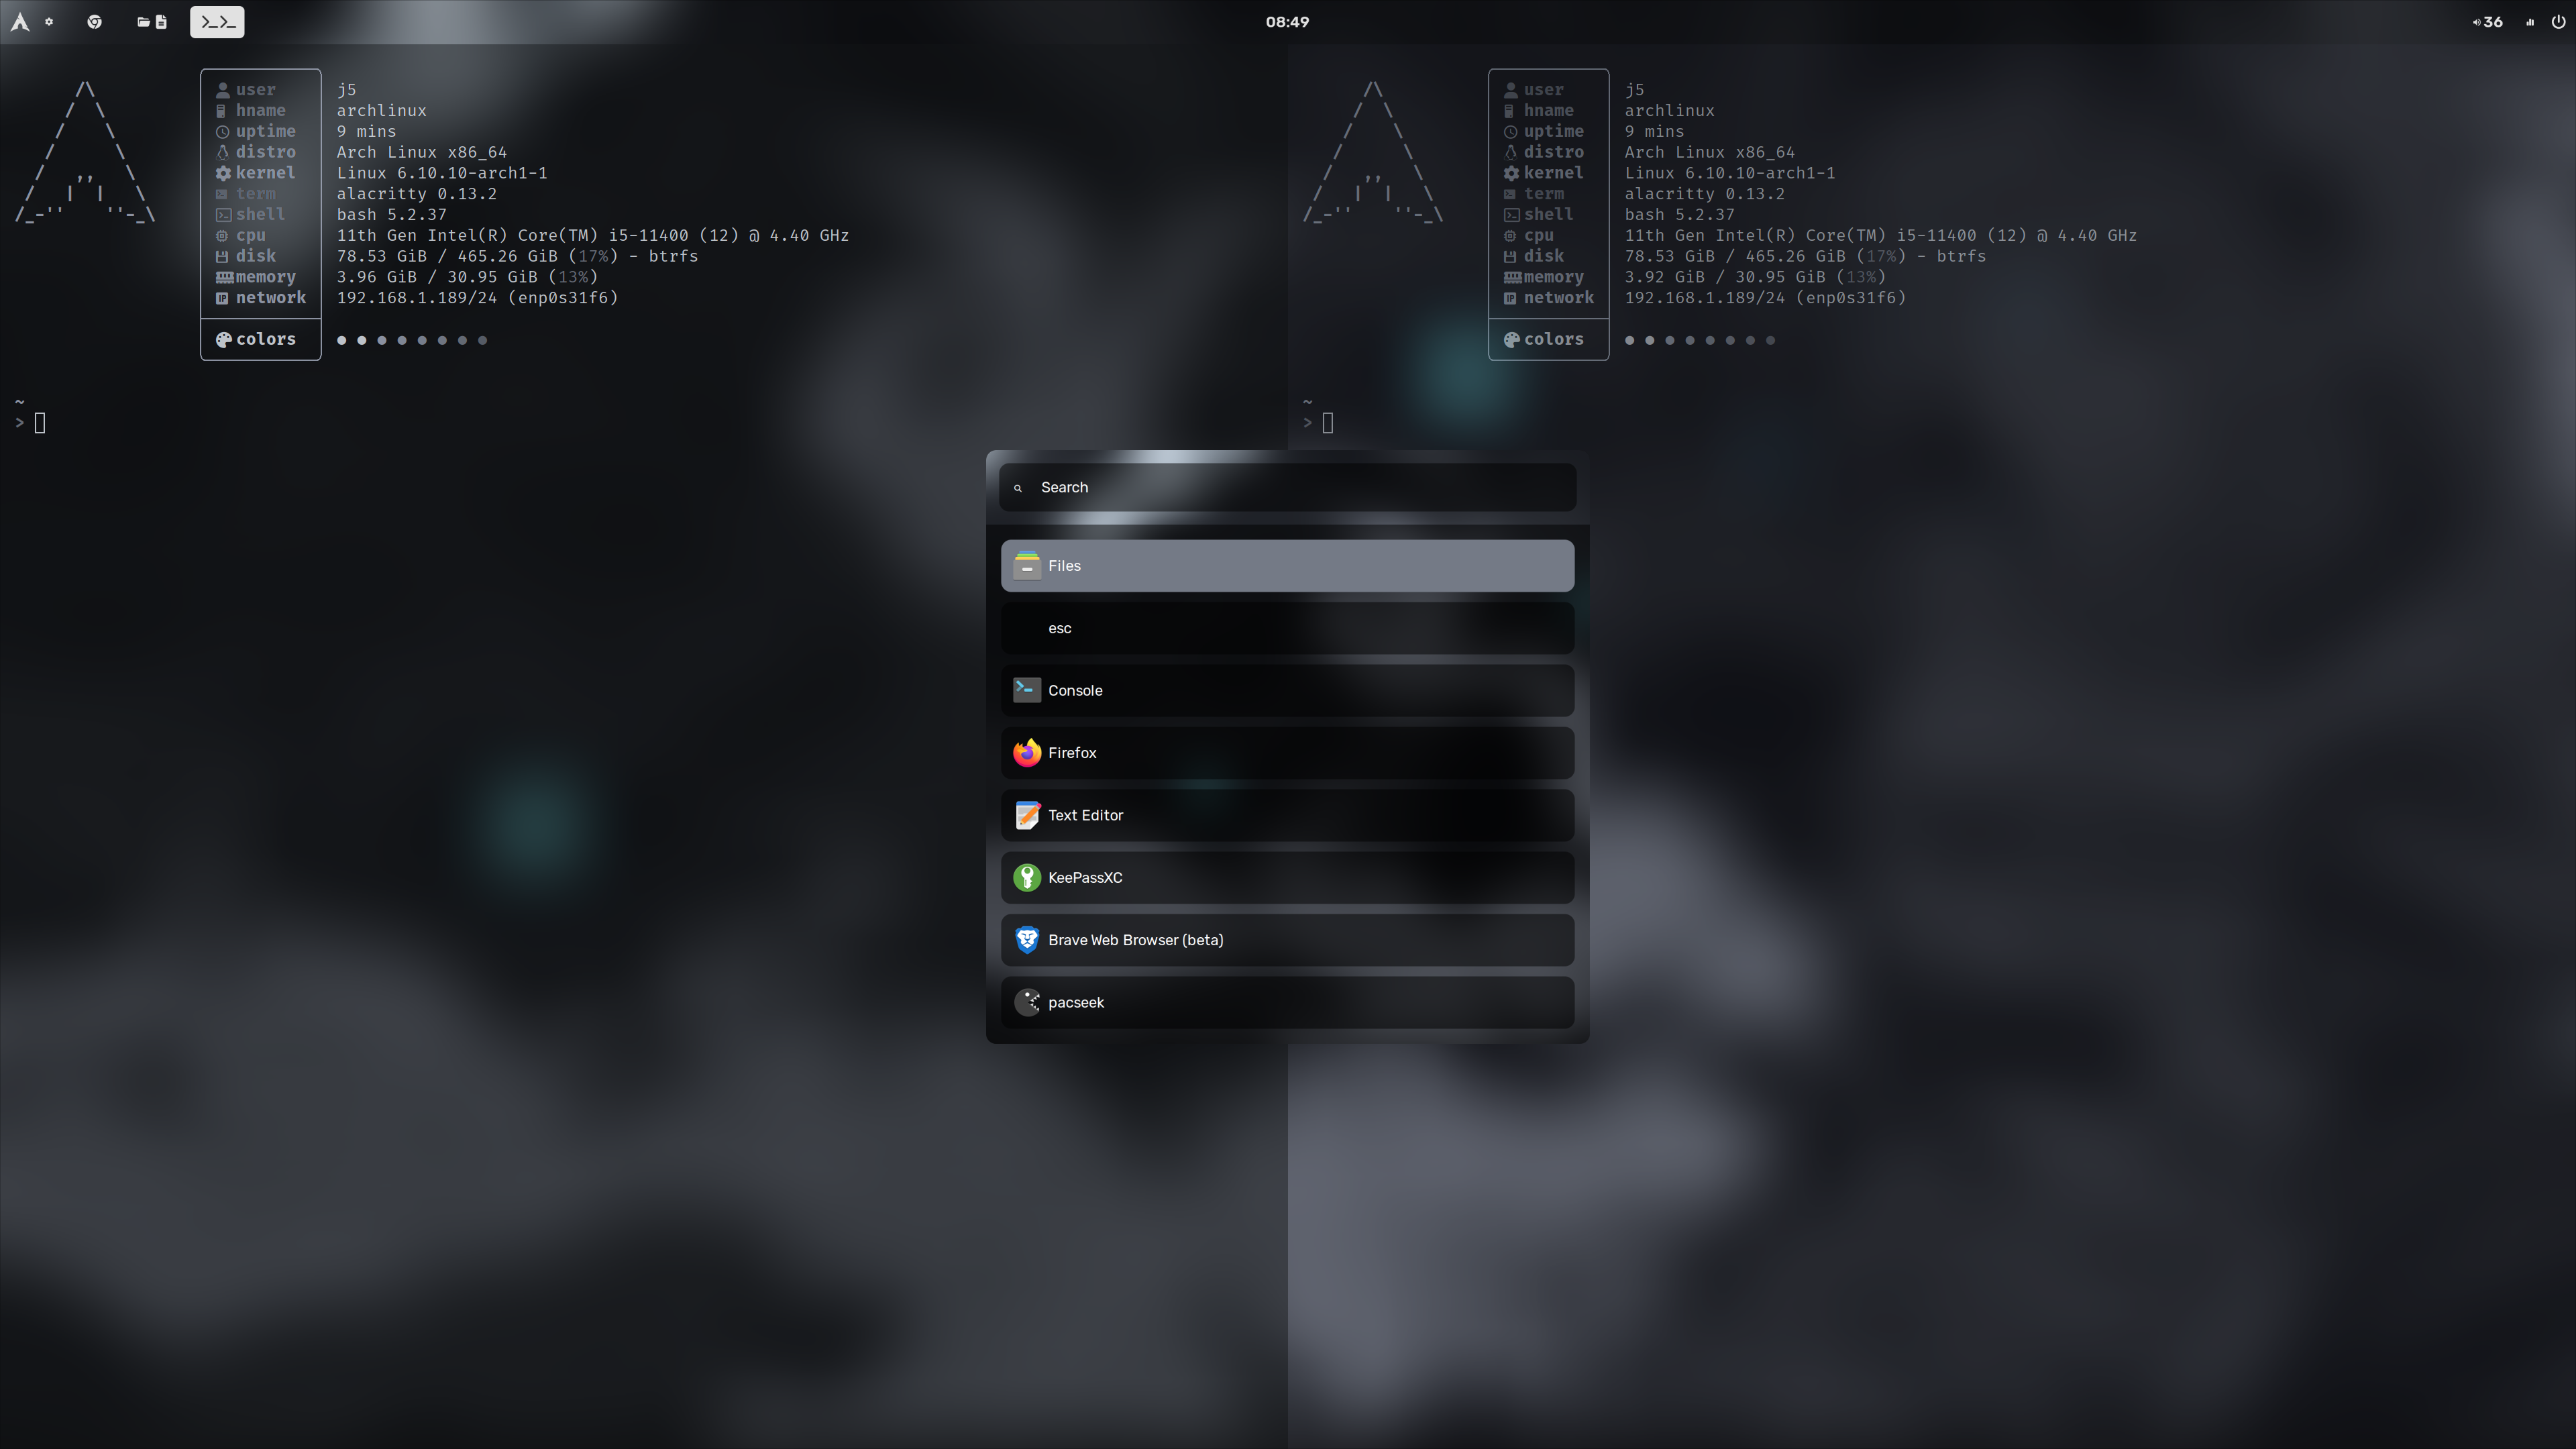 08:49
36
user j5
hname archlinux
uptime 9 mins
distro Arch Linux x86_64
kernel Linux 6.10.10-arch1-1
term alacritty 0.13.2
shell bash 5.2.37
cpu 11th Gen Intel(R) Core(TM) i5-11400 (12) @ 4.40 GHz
disk 78.53 GiB / 465.26 GiB (17%) - btrfs
memory 3.96 GiB / 30.95 GiB (13%)
network 192.168.1.189/24 (enp0s31f6)
colors
~
>
user j5
hname archlinux
uptime 9 mins
distro Arch Linux x86_64
kernel Linux 6.10.10-arch1-1
term alacritty 0.13.2
shell bash 5.2.37
cpu 11th Gen Intel(R) Core(TM) i5-11400 (12) @ 4.40 GHz
disk 78.53 GiB / 465.26 GiB (17%) - btrfs
memory 3.92 GiB / 30.95 GiB (13%)
network 192.168.1.189/24 (enp0s31f6)
colors
~
>
Search
Files
esc
Console
Firefox
Text Editor
KeePassXC
Brave Web Browser (beta)
pacseek